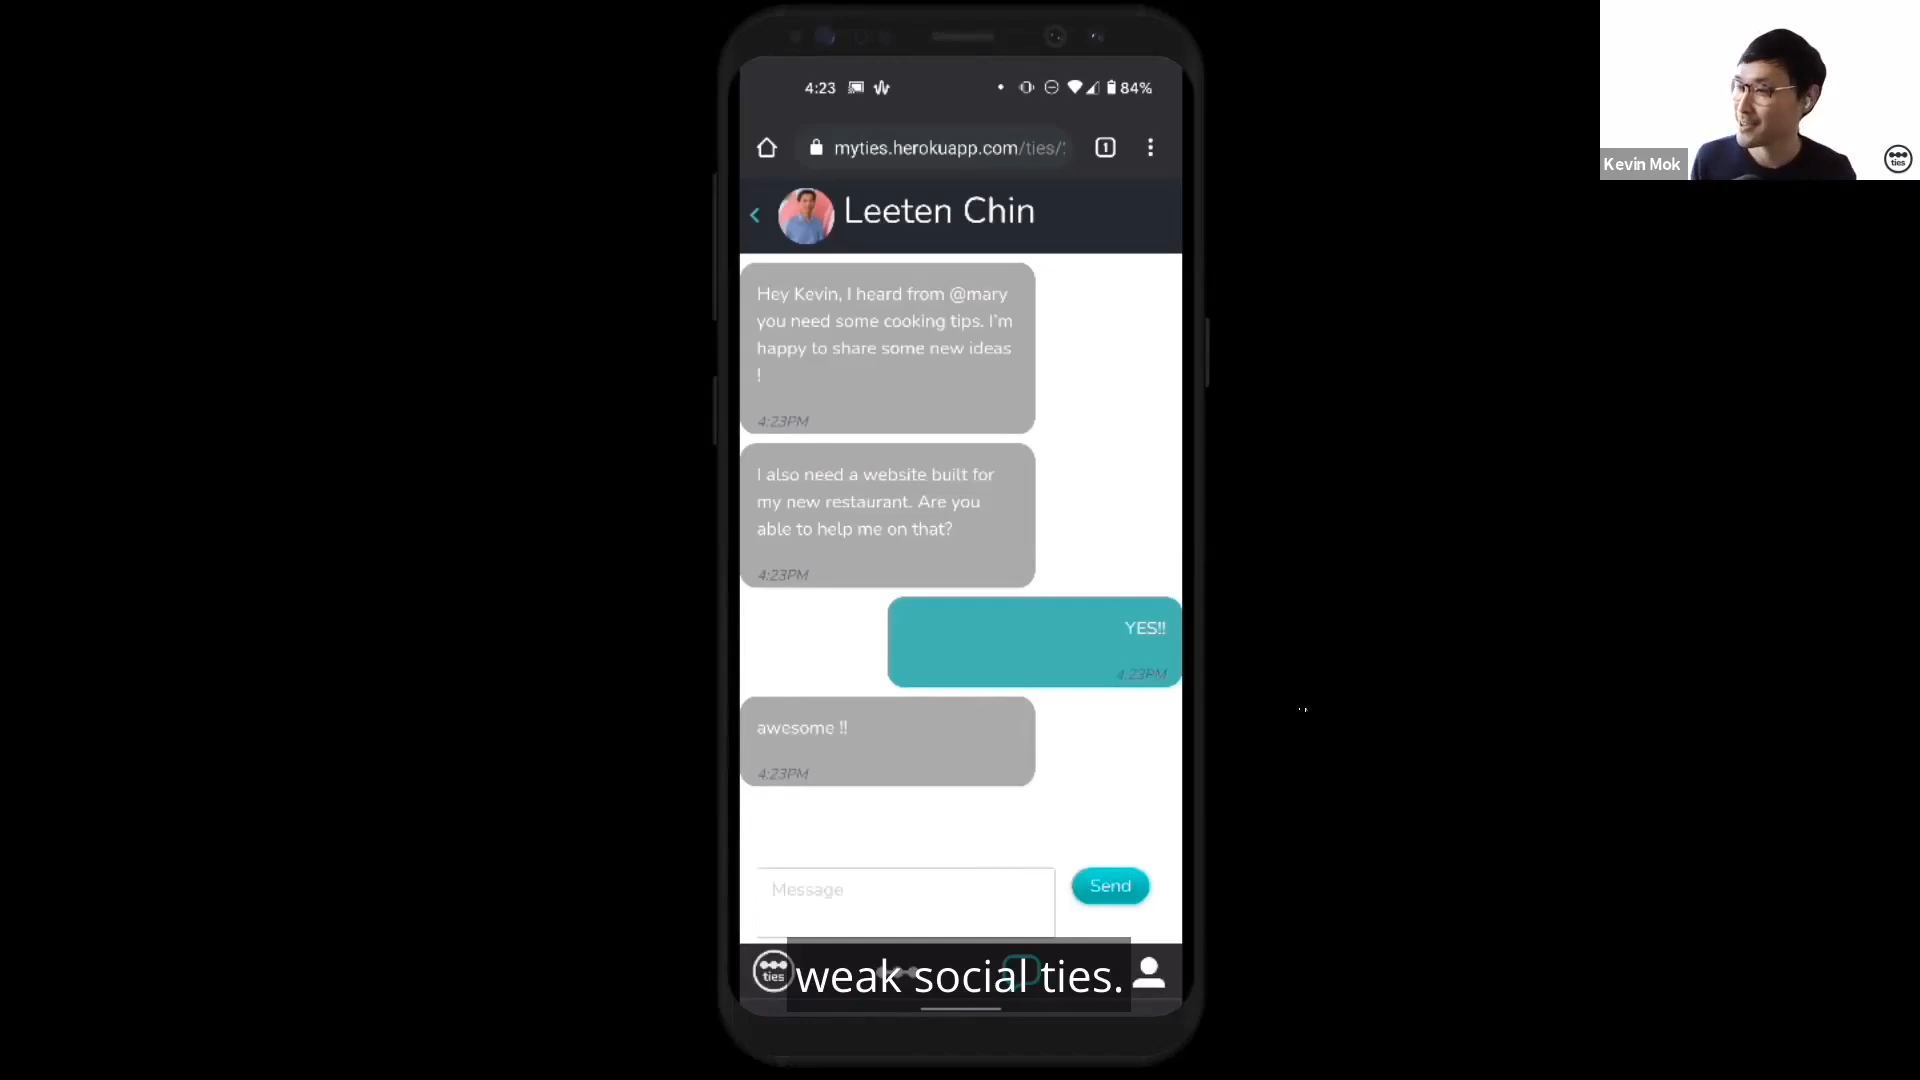 4:23
84%
1
myties.herokuapp.com/ties/
Leeten Chin
Hey Kevin, I heard from @mary
you need some cooking tips. I'm
happy to share some new ideas
!
4:23PM
I also need a website built for
my new restaurant. Are you
able to help me on that?
4:23PM
YES!!
4:23PM
awesome !!
4:23PM
Message
Send
ties
weak social ties.
Kevin Mok
ties